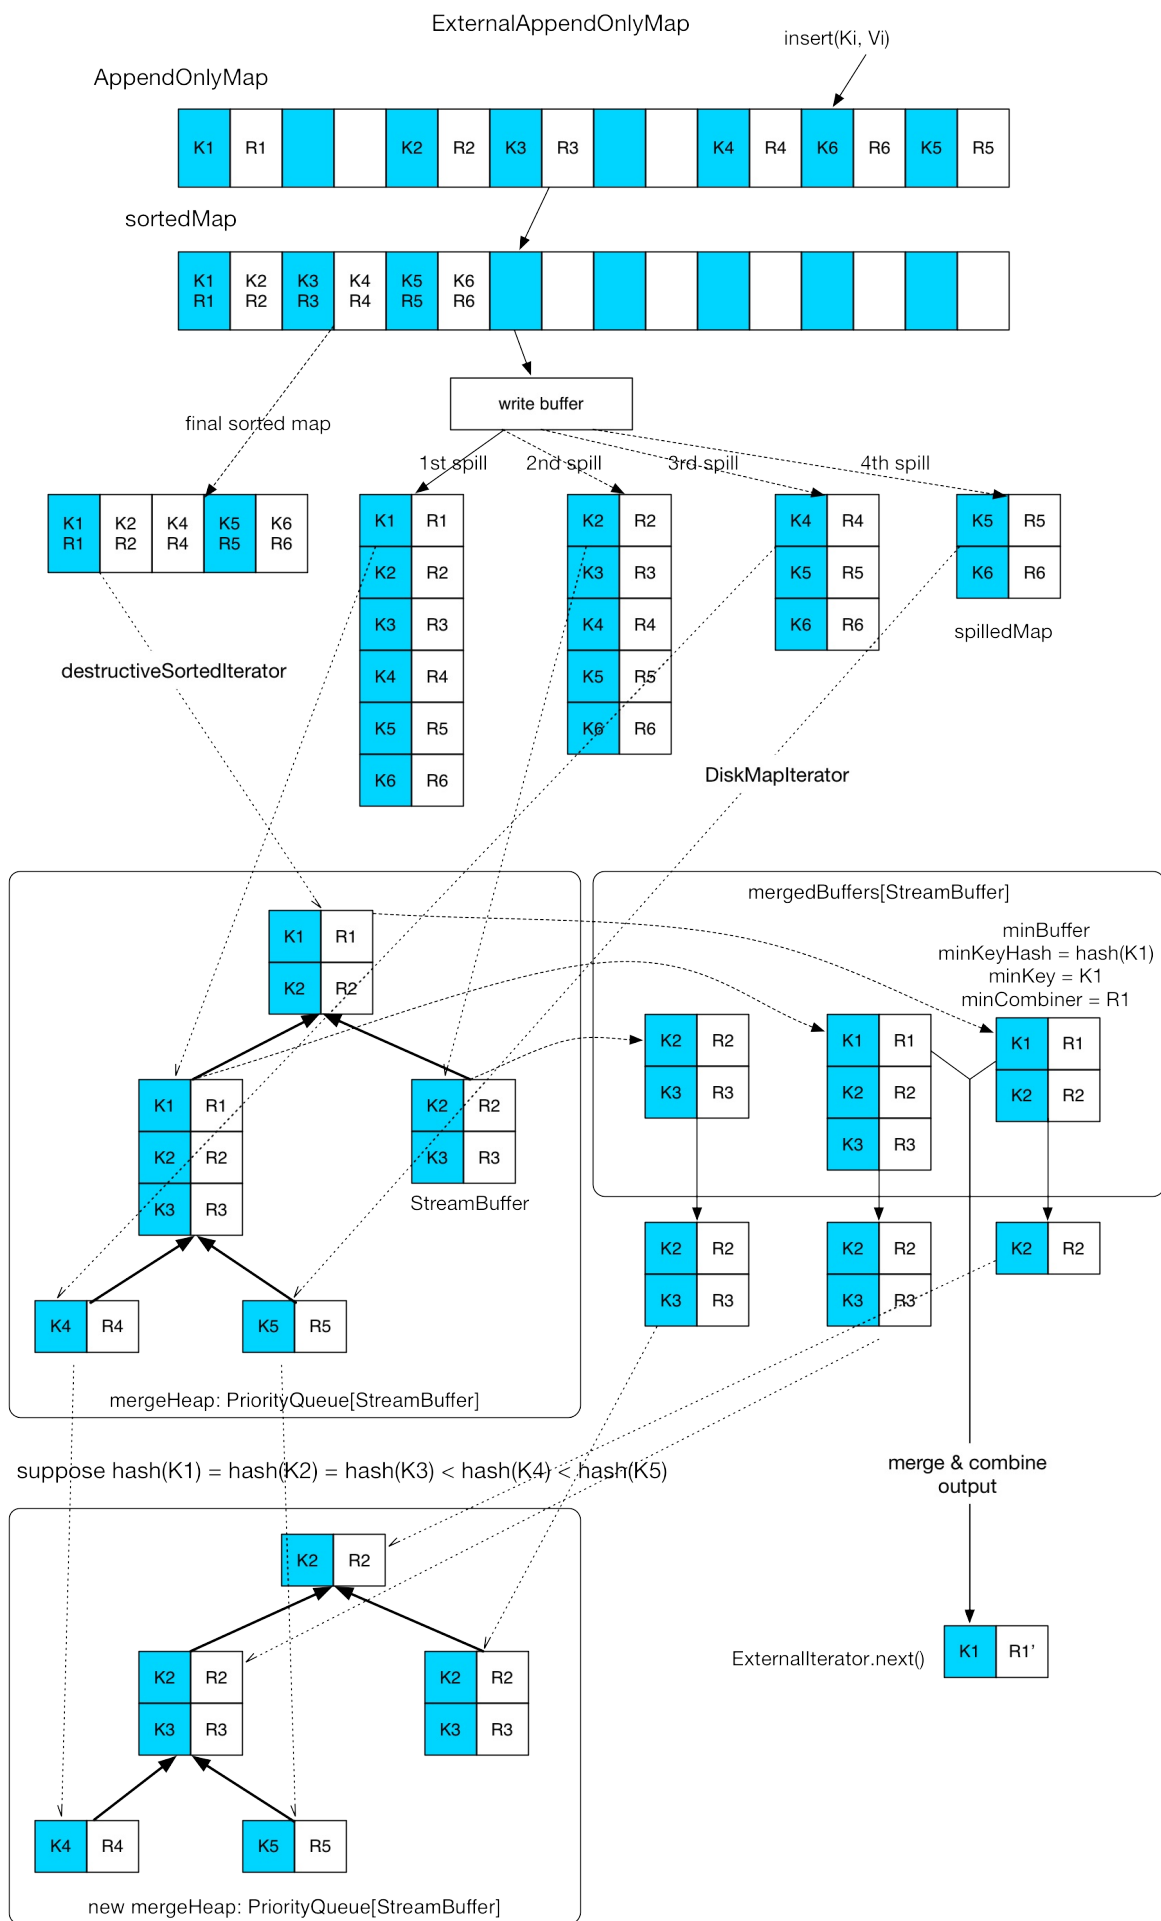 ExternalAppendOnlyMap
insert(Ki, Vi)
AppendOnlyMap
K1 R1 K2 R2 K3 R3 K4 R4 K6 R6 K5 R5
sortedMap
K1 K2 K3 K4 K5 K6
R1 R2 R3 R4 R5 R6
write buffer
final sorted map
1st spill 2nd spill 3rd spill 4th spill
K1 K2 K4 K5 K6
R1 R2 R4 R5 R6
K1 R1
K2 R2
K3 R3
K4 R4
K5 R5
K6 R6
K2 R2
K3 R3
K4 R4
K5 R5
K6 R6
K4 R4
K5 R5
K6 R6
K5 R5
K6 R6
spilledMap
destructiveSortedIterator
DiskMapIterator
K1 R1
K2 R2
K1 R1
K2 R2
K3 R3
K2 R2
K3 R3
StreamBuffer
K4 R4
K5 R5
mergeHeap: PriorityQueue[StreamBuffer]
mergedBuffers[StreamBuffer]
minBuffer
minKeyHash = hash(K1)
minKey = K1
minCombiner = R1
K2 R2
K3 R3
K1 R1
K2 R2
K3 R3
K1 R1
K2 R2
K2 R2
K3 R3
K2 R2
K3 R3
K2 R2
suppose hash(K1) = hash(K2) = hash(K3) < hash(K4) < hash(K5)
merge & combine
output
K2 R2
K2 R2
K3 R3
K2 R2
K3 R3
K4 R4
K5 R5
new mergeHeap: PriorityQueue[StreamBuffer]
ExternalIterator.next()
K1 R1'